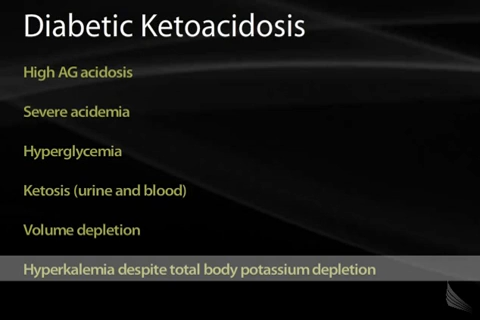 Diabetic Ketoacidosis
High AG acidosis
Severe acidemia
Hyperglycemia
Ketosis (urine and blood)
Volume depletion
Hyperkalemia despite total body potassium depletion